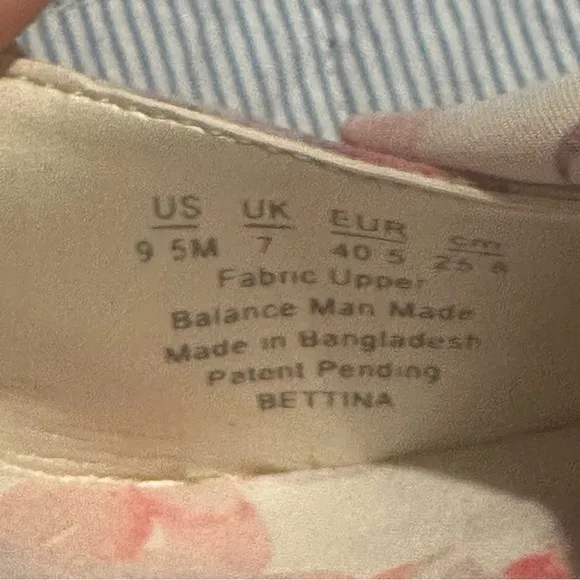 US UK EUR cm
9 5M 7 40 5
Fabric Upper
Balance Man Made
Made in Bangladesh
Patent Pending
BETTINA